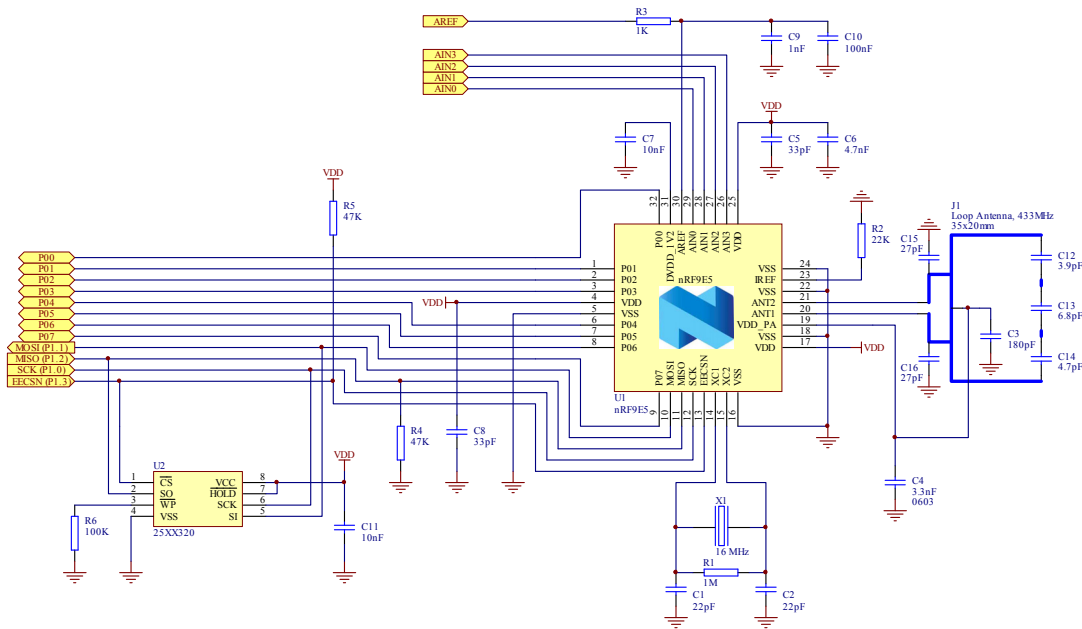 R3
AREF
1K
C9
1nF
C10
100nF
AIN3
AIN2
AIN1
AIN0
VDD
C7
10nF
C5
33pF
C6
4.7nF
VDD
R5
47K
32
31
30
29
28
27
26
25
P00
DVDD_1V2
AREF
AIN0
AIN1
AIN2
AIN3
VDD
nRF9E5
R2
22K
J1
Loop Antenna, 433MHz
35x20mm
C15
27pF
C12
3.9pF
C13
6.8pF
C14
4.7pF
C3
180pF
C16
27pF
P00
P01
P02
P03
P04
P05
P06
P07
MOSI (P1.1)
MISO (P1.2)
SCK (P1.0)
EECSN (P1.3)
1 P01
2 P02
3 P03
4 VDD
5 VSS
6 P04
7 P05
8 P06
VDD
VSS 24
IREF 23
VSS 22
ANT2 21
ANT1 20
VDD_PA 19
VSS 18
VDD 17
VDD
P07
MOSI
MISO
SCK
EECSN
XC1
XC2
VSS
9
10
11
12
13
14
15
16
U1
nRF9E5
R4
47K
C8
33pF
VDD
U2
1 CS VCC 8
2 SO HOLD 7
3 WP SCK 6
4 VSS SI 5
25XX320
R6
100K
C11
10nF
C4
3.3nF
0603
X1
16 MHz
R1
1M
C1
22pF
C2
22pF